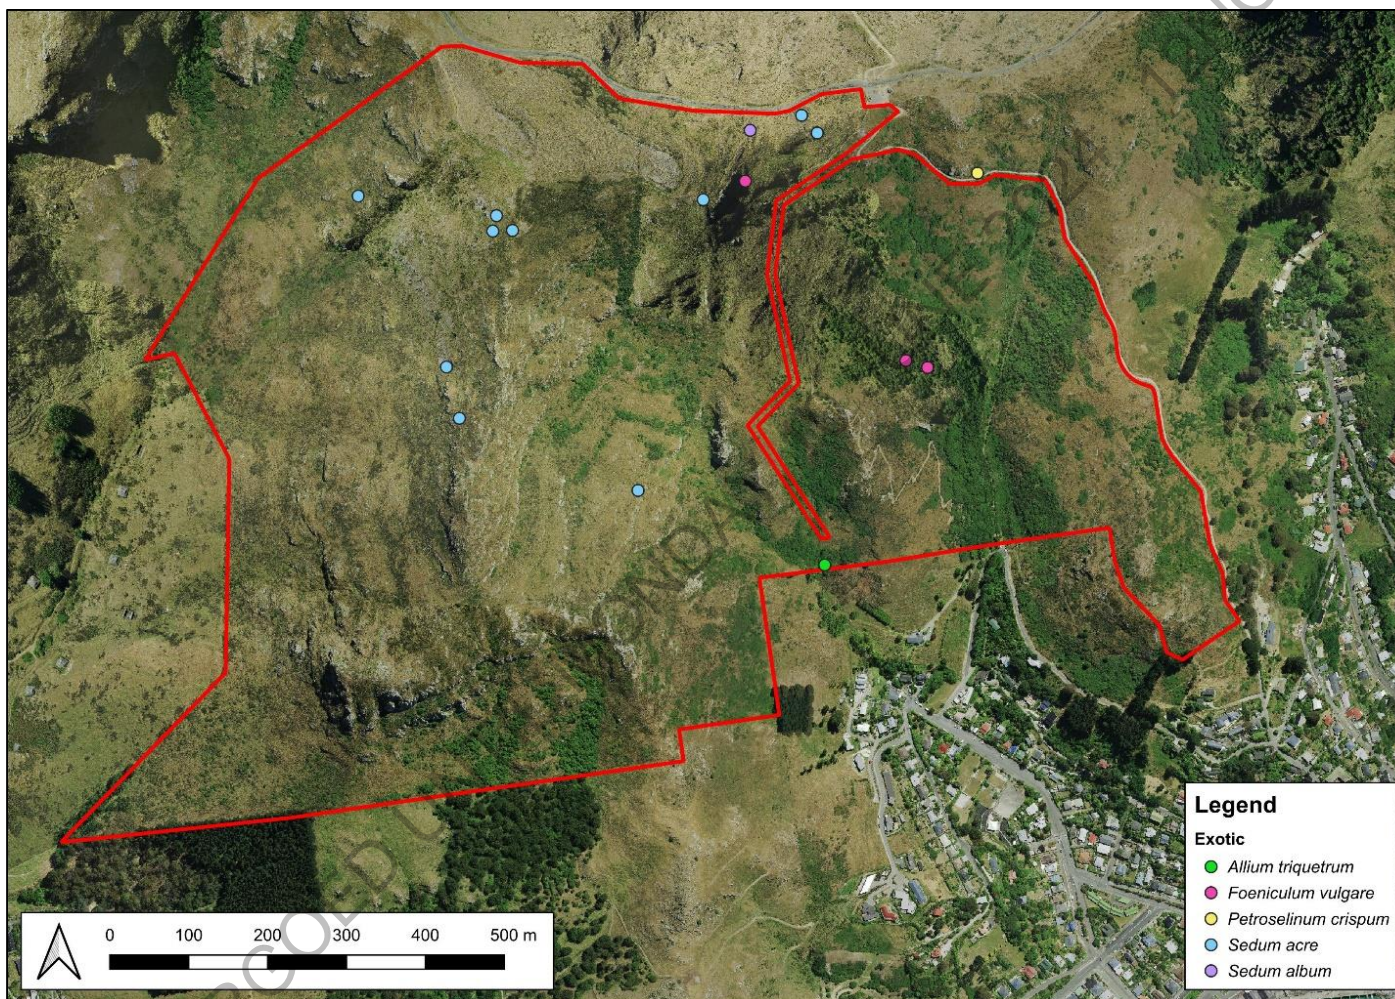 Legend
Exotic
Allium triquetrum
Foeniculum vulgare
Petroselinum crispum
Sedum acre
Sedum album
0 100 200 300 400 500 m